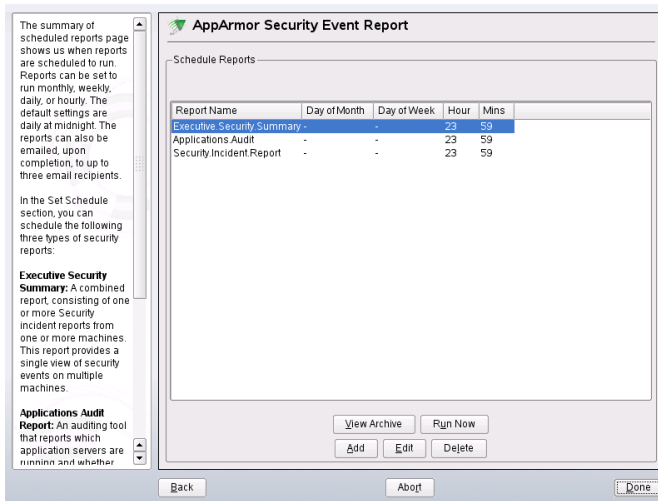 The summary of
scheduled reports page
shows us when reports
are scheduled to run.
Reports can be set to
run monthly, weekly,
daily, or hourly. The
default settings are
daily at midnight. The
reports can also be
emailed, upon
completion, to up to
three email recipients.
In the Set Schedule
section, you can
schedule the following
three types of security
reports:
Executive Security
Summary: A combined
report, consisting of one
or more Security
incident reports from
one or more machines.
This report provides a
single view of security
events on multiple
machines.
Applications Audit
Report: An auditing tool
that reports which
application servers are
running and whether
AppArmor Security Event Report
Schedule Reports
Report Name Day of Month Day of Week Hour Mins
Executive.Security.Summary - - 23 59
Applications.Audit - - 23 59
Security.Incident.Report - - 23 59
View Archive Run Now
Add Edit Delete
Back Abort Done